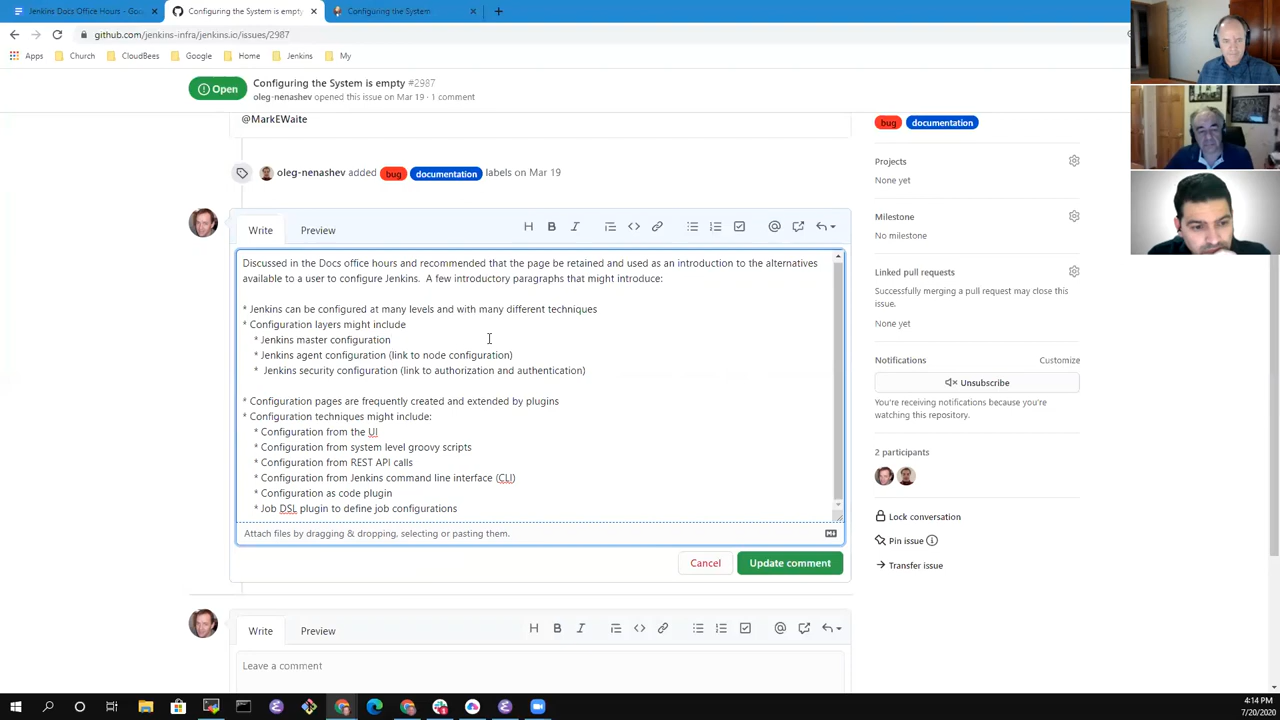 Jenkins Docs Office Hours - Goo
Configuring the System is empty
Configuring the System
github.com/jenkins-infra/jenkins.io/issues/2987
Apps
Church
CloudBees
Google
Home
Jenkins
My
Open
Configuring the System is empty #2987
oleg-nenashev opened this issue on Mar 19 · 1 comment
@MarkEWaite
oleg-nenashev added bug documentation labels on Mar 19
Write
Preview
Discussed in the Docs office hours and recommended that the page be retained and used as an introduction to the alternatives
available to a user to configure Jenkins. A few introductory paragraphs that might introduce:
* Jenkins can be configured at many levels and with many different techniques
* Configuration layers might include
* Jenkins master configuration
* Jenkins agent configuration (link to node configuration)
* Jenkins security configuration (link to authorization and authentication)
* Configuration pages are frequently created and extended by plugins
* Configuration techniques might include:
* Configuration from the UI
* Configuration from system level groovy scripts
* Configuration from REST API calls
* Configuration from Jenkins command line interface (CLI)
* Configuration as code plugin
* Job DSL plugin to define job configurations
Attach files by dragging & dropping, selecting or pasting them.
Cancel
Update comment
Write
Preview
Leave a comment
bug documentation
Projects
None yet
Milestone
No milestone
Linked pull requests
Successfully merging a pull request may close this
issue.
None yet
Notifications
Customize
Unsubscribe
You're receiving notifications because you're
watching this repository.
2 participants
Lock conversation
Pin issue
Transfer issue
4:14 PM
7/20/2020